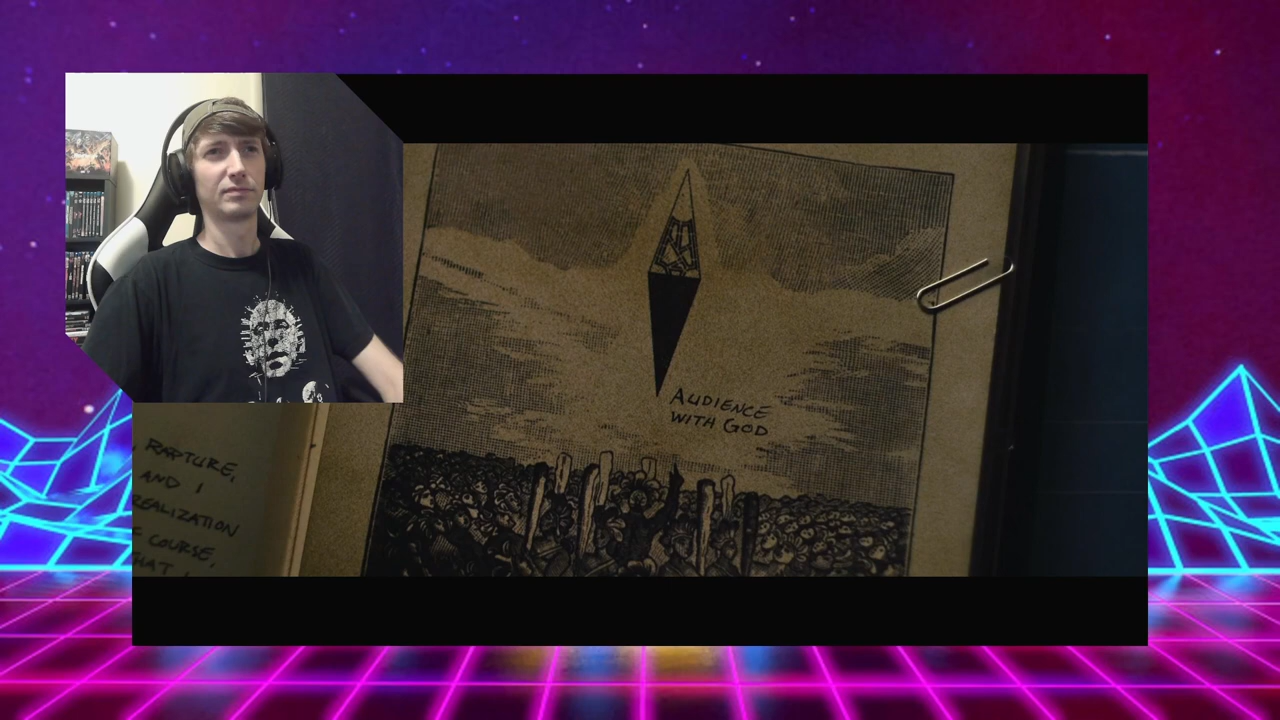 AUDIENCE
WITH GOD
RAPTURE,
AND I
REALIZATION
COURSE,